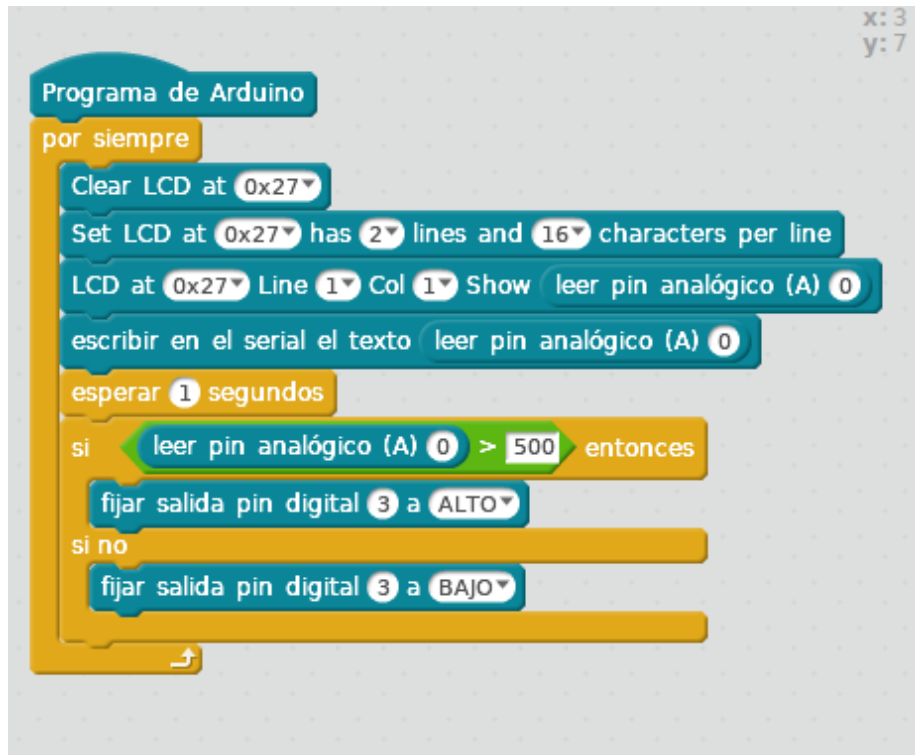 x: 3
y: 7
Programa de Arduino
por siempre
Clear LCD at 0x27
Set LCD at 0x27 has 2 lines and 16 characters per line
LCD at 0x27 Line 1 Col 1 Show leer pin analógico (A) 0
escribir en el serial el texto leer pin analógico (A) 0
esperar 1 segundos
si leer pin analógico (A) 0 > 500 entonces
fijar salida pin digital 3 a ALTO
si no
fijar salida pin digital 3 a BAJO